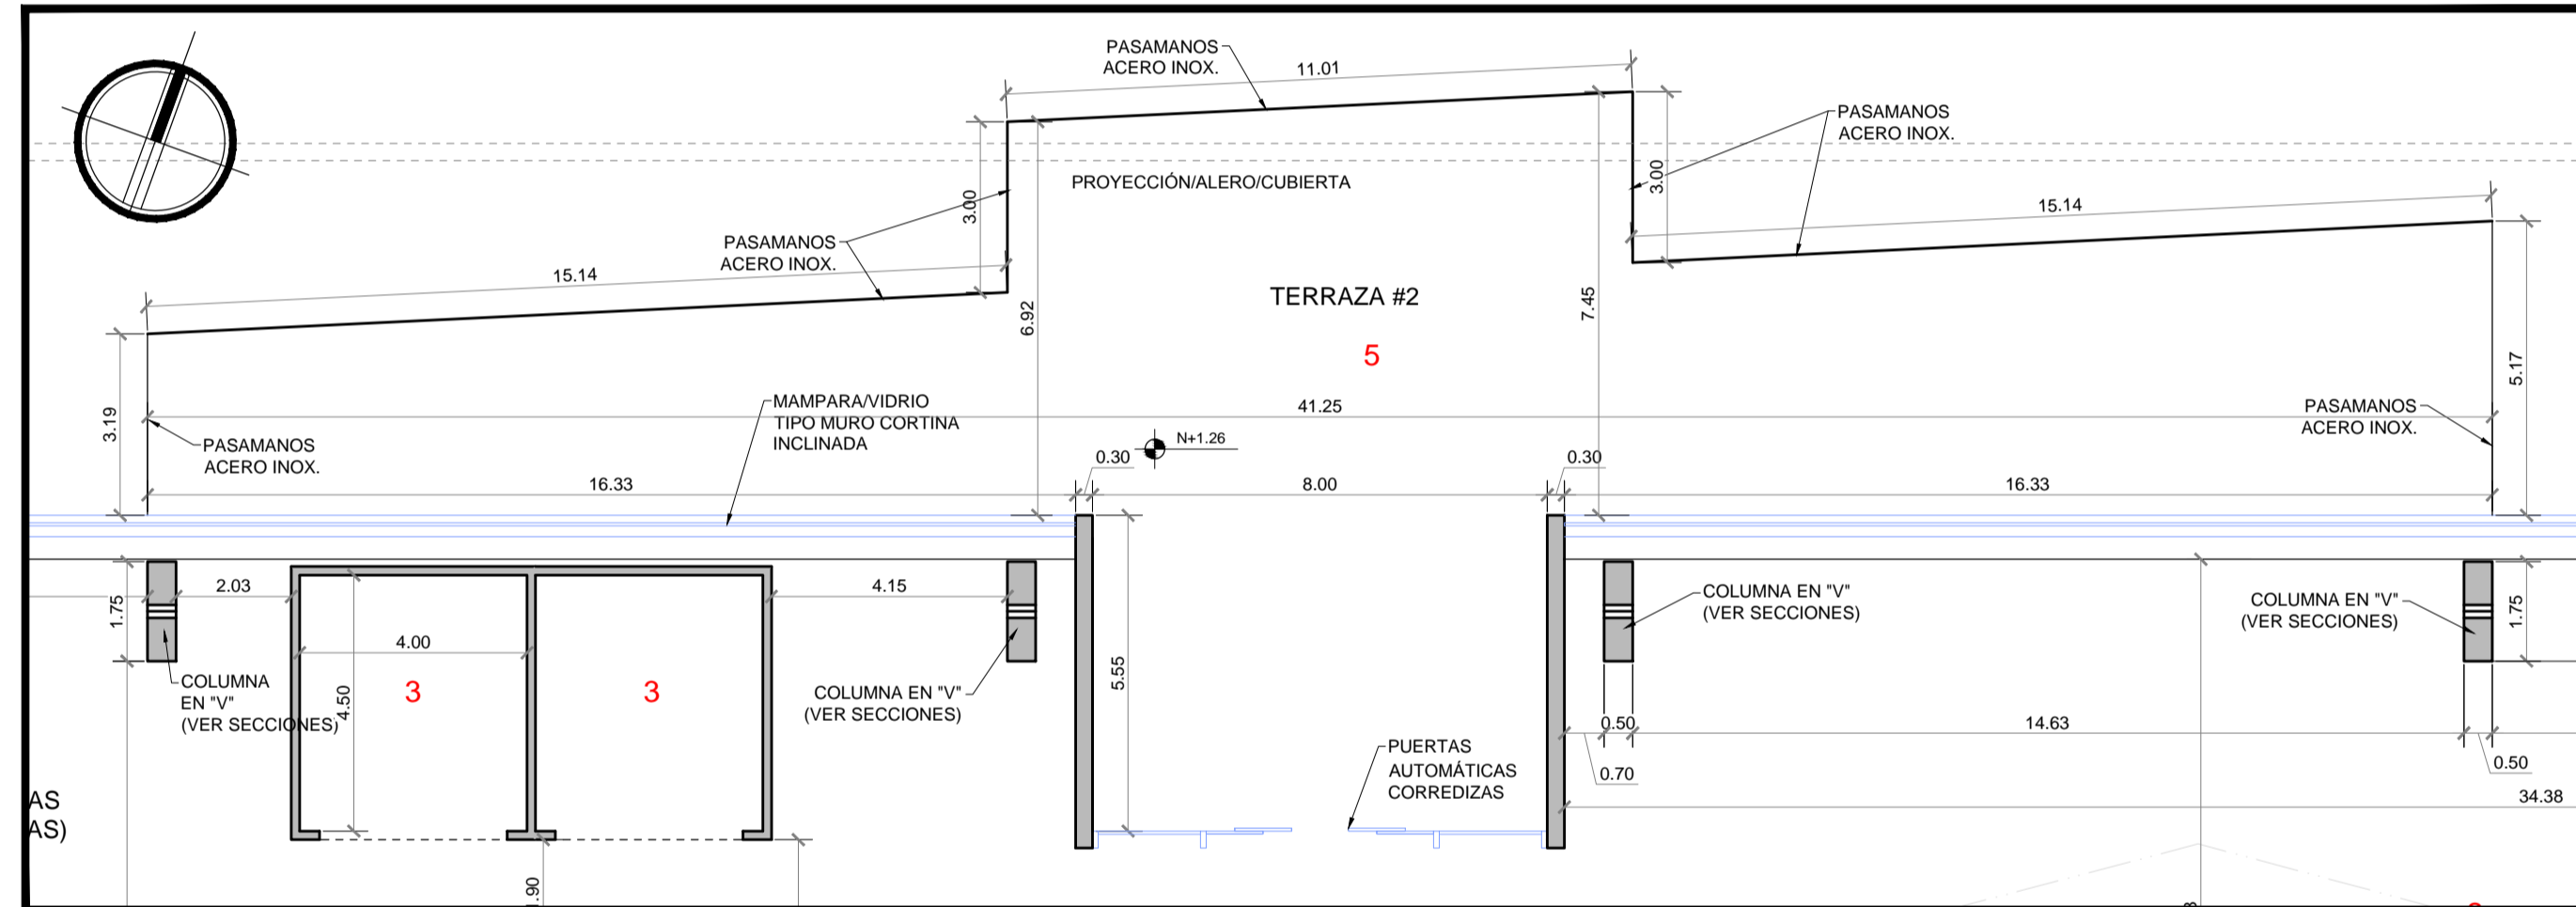 PASAMANOS
ACERO INOX.
11.01
PASAMANOS
ACERO INOX.
3.00
PROYECCIÓN/ALERO/CUBIERTA
3.00
15.14
PASAMANOS
ACERO INOX.
15.14
TERRAZA #2
6.92
7.45
5
5.17
3.19
MAMPARA/VIDRIO
TIPO MURO CORTINA
INCLINADA
41.25
PASAMANOS
ACERO INOX.
PASAMANOS
ACERO INOX.
N+1.26
0.30
0.30
16.33
8.00
16.33
1.75
2.03
4.15
COLUMNA EN "V"
(VER SECCIONES)
COLUMNA EN "V"
(VER SECCIONES)
1.75
4.00
5.55
COLUMNA
EN "V"
(VER SECCIONES)
4.50
3
3
COLUMNA EN "V"
(VER SECCIONES)
0.50
14.63
PUERTAS
AUTOMÁTICAS
CORREDIZAS
0.70
0.50
AS
AS)
34.38
.90